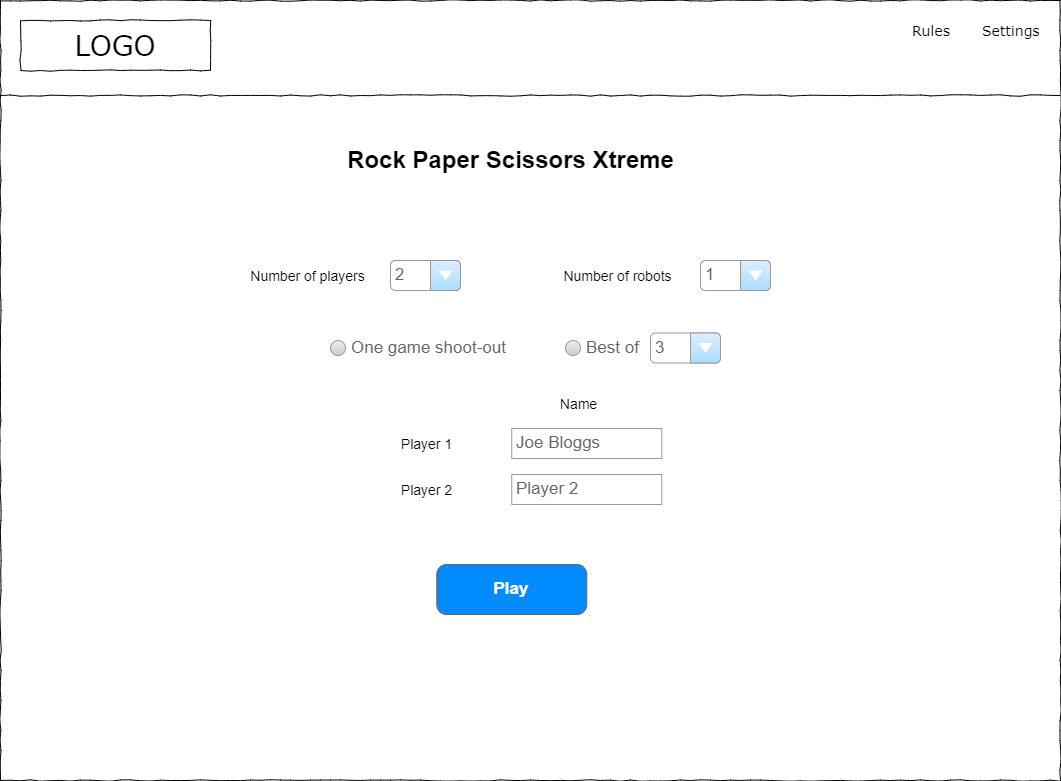 LOGO
Rules Settings
Rock Paper Scissors Xtreme
Number of players 2 Number of robots 1
One game shoot-out Best of 3
Name
Player 1 Joe Bloggs
Player 2 Player 2
Play